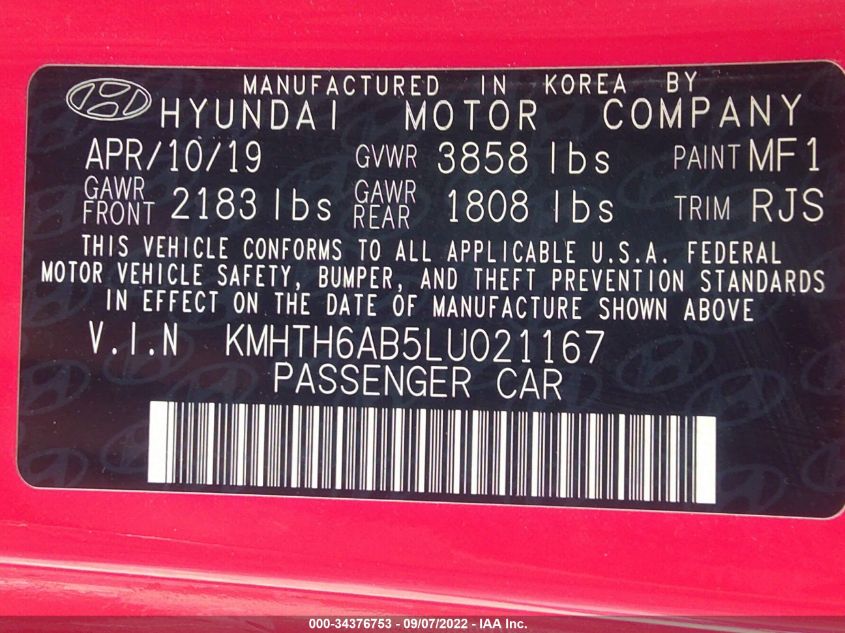 MANUFACTURED IN KOREA BY
HYUNDAI MOTOR COMPANY
APR/10/19 GVWR 3858 lbs PAINT MF1
GAWR FRONT 2183 lbs GAWR REAR 1808 lbs TRIM RJS
THIS VEHICLE CONFORMS TO ALL APPLICABLE U.S.A. FEDERAL
MOTOR VEHICLE SAFETY, BUMPER, AND THEFT PREVENTION STANDARDS
IN EFFECT ON THE DATE OF MANUFACTURE SHOWN ABOVE
V.I.N KMHTH6AB5LU021167
PASSENGER CAR
000-34376753 - 09/07/2022 - IAA Inc.